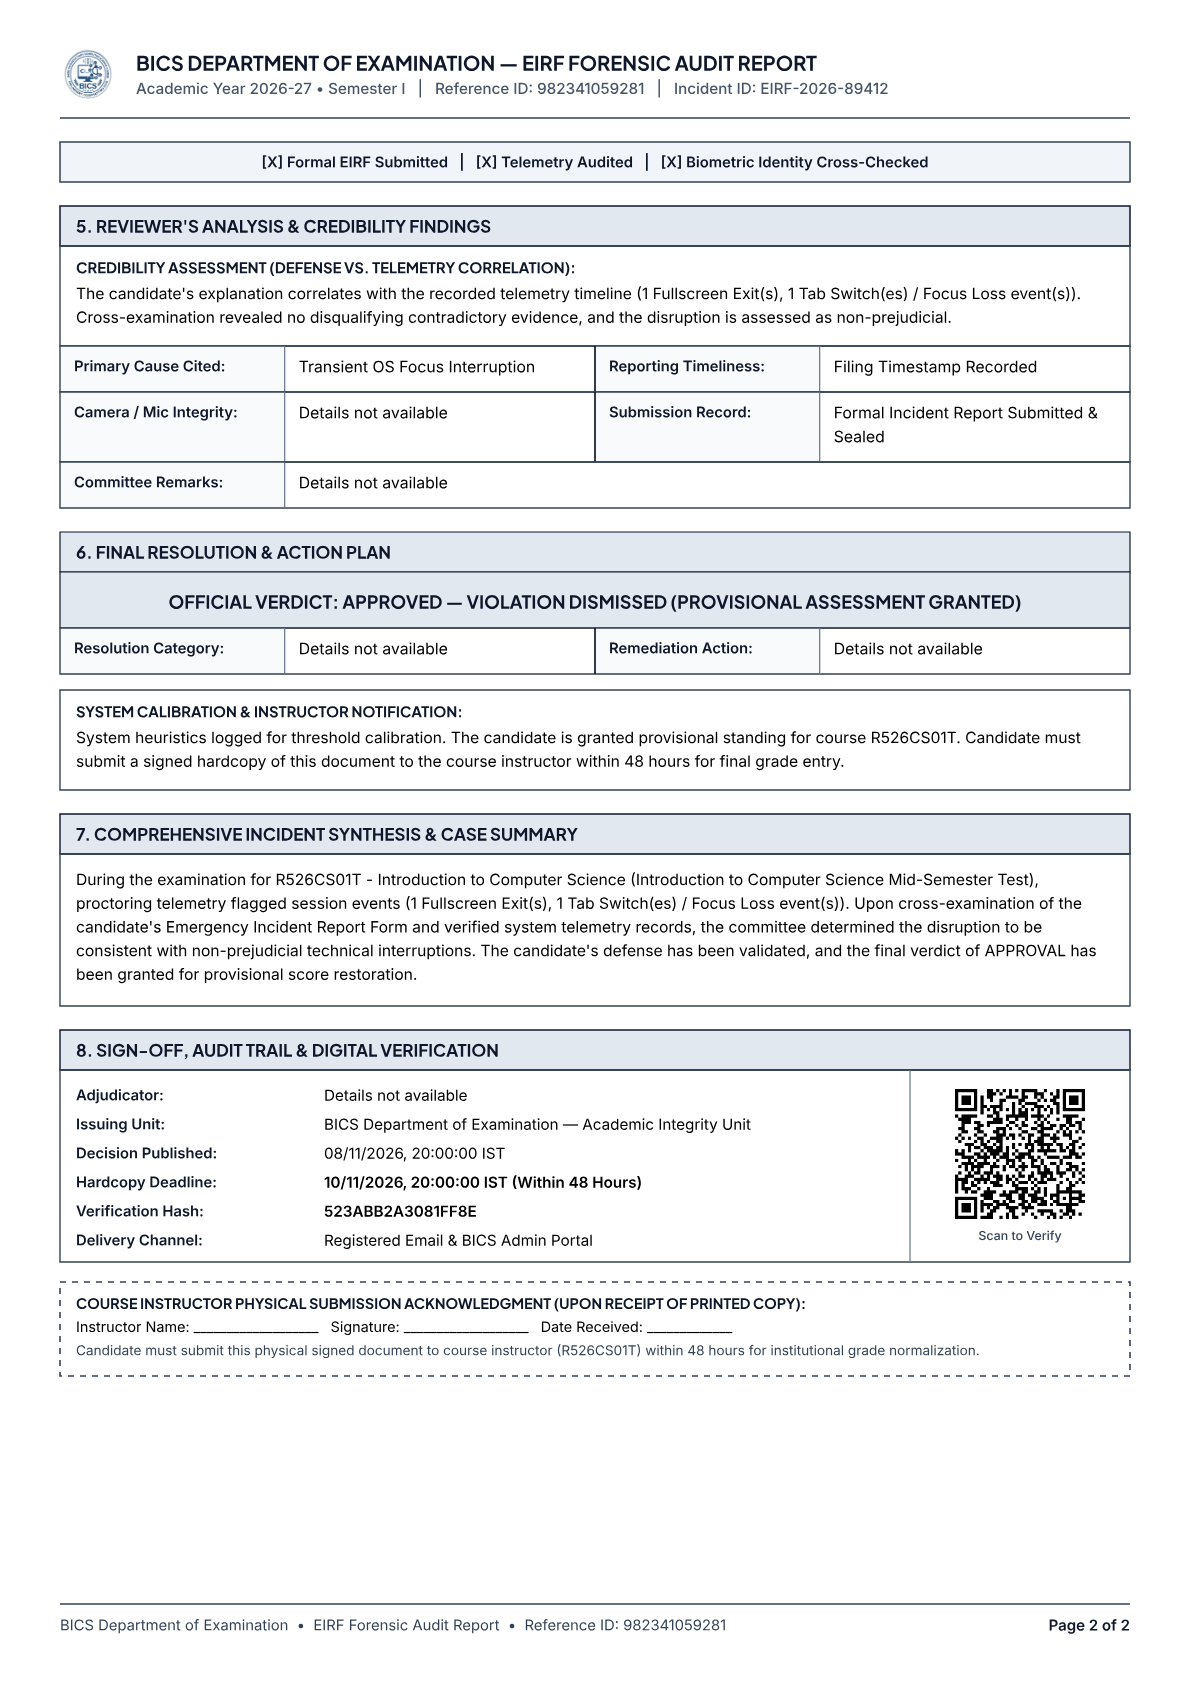 BICS DEPARTMENT OF EXAMINATION — EIRF FORENSIC AUDIT REPORT
Academic Year 2026-27 • Semester I | Reference ID: 982341059281 | Incident ID: EIRF-2026-89412
BICS
[X] Formal EIRF Submitted | [X] Telemetry Audited | [X] Biometric Identity Cross-Checked
5. REVIEWER'S ANALYSIS & CREDIBILITY FINDINGS
CREDIBILITY ASSESSMENT (DEFENSE VS. TELEMETRY CORRELATION):
The candidate's explanation correlates with the recorded telemetry timeline (1 Fullscreen Exit(s), 1 Tab Switch(es) / Focus Loss event(s)).
Cross-examination revealed no disqualifying contradictory evidence, and the disruption is assessed as non-prejudicial.
Primary Cause Cited: Transient OS Focus Interruption Reporting Timeliness: Filing Timestamp Recorded
Camera / Mic Integrity: Details not available Submission Record: Formal Incident Report Submitted &
Sealed
Committee Remarks: Details not available
6. FINAL RESOLUTION & ACTION PLAN
OFFICIAL VERDICT: APPROVED — VIOLATION DISMISSED (PROVISIONAL ASSESSMENT GRANTED)
Resolution Category: Details not available Remediation Action: Details not available
SYSTEM CALIBRATION & INSTRUCTOR NOTIFICATION:
System heuristics logged for threshold calibration. The candidate is granted provisional standing for course R526CS01T. Candidate must
submit a signed hardcopy of this document to the course instructor within 48 hours for final grade entry.
7. COMPREHENSIVE INCIDENT SYNTHESIS & CASE SUMMARY
During the examination for R526CS01T - Introduction to Computer Science (Introduction to Computer Science Mid-Semester Test),
proctoring telemetry flagged session events (1 Fullscreen Exit(s), 1 Tab Switch(es) / Focus Loss event(s)). Upon cross-examination of the
candidate's Emergency Incident Report Form and verified system telemetry records, the committee determined the disruption to be
consistent with non-prejudicial technical interruptions. The candidate's defense has been validated, and the final verdict of APPROVAL has
been granted for provisional score restoration.
8. SIGN-OFF, AUDIT TRAIL & DIGITAL VERIFICATION
Adjudicator: Details not available
Issuing Unit: BICS Department of Examination — Academic Integrity Unit
Decision Published: 08/11/2026, 20:00:00 IST
Hardcopy Deadline: 10/11/2026, 20:00:00 IST (Within 48 Hours)
Verification Hash: 523ABB2A3081FF8E
Delivery Channel: Registered Email & BICS Admin Portal
Scan to Verify
COURSE INSTRUCTOR PHYSICAL SUBMISSION ACKNOWLEDGMENT (UPON RECEIPT OF PRINTED COPY):
Instructor Name: ________________ Signature: ________________ Date Received: ___________
Candidate must submit this physical signed document to course instructor (R526CS01T) within 48 hours for institutional grade normalization.
BICS Department of Examination • EIRF Forensic Audit Report • Reference ID: 982341059281 Page 2 of 2